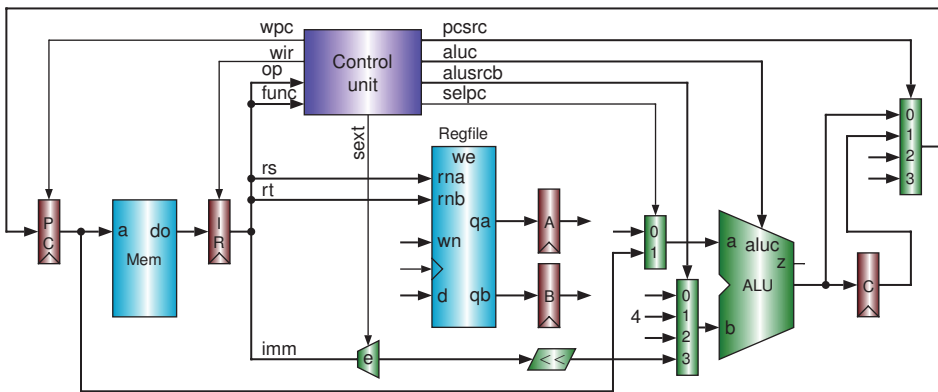 wpc
pcsrc
wir
aluc
op
alusrcb
func
selpc
Control
unit
sext
Regfile
we
rs
rna
rt
rnb
qa
wn
d
qb
A
B
P
C
a
do
Mem
I
R
0
1
a
aluc
z
ALU
b
C
0
1
2
3
4
0
1
2
3
imm
e
<<